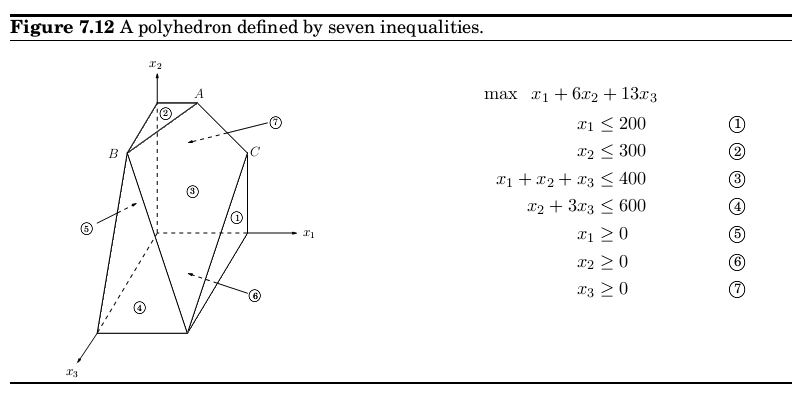 Figure 7.12 A polyhedron defined by seven inequalities.
x₂
A
②
⑦
B
C
③
①
⑤
x₁
⑥
④
x₃
max x₁ + 6x₂ + 13x₃
x₁ ≤ 200 ①
x₂ ≤ 300 ②
x₁ + x₂ + x₃ ≤ 400 ③
x₂ + 3x₃ ≤ 600 ④
x₁ ≥ 0 ⑤
x₂ ≥ 0 ⑥
x₃ ≥ 0 ⑦